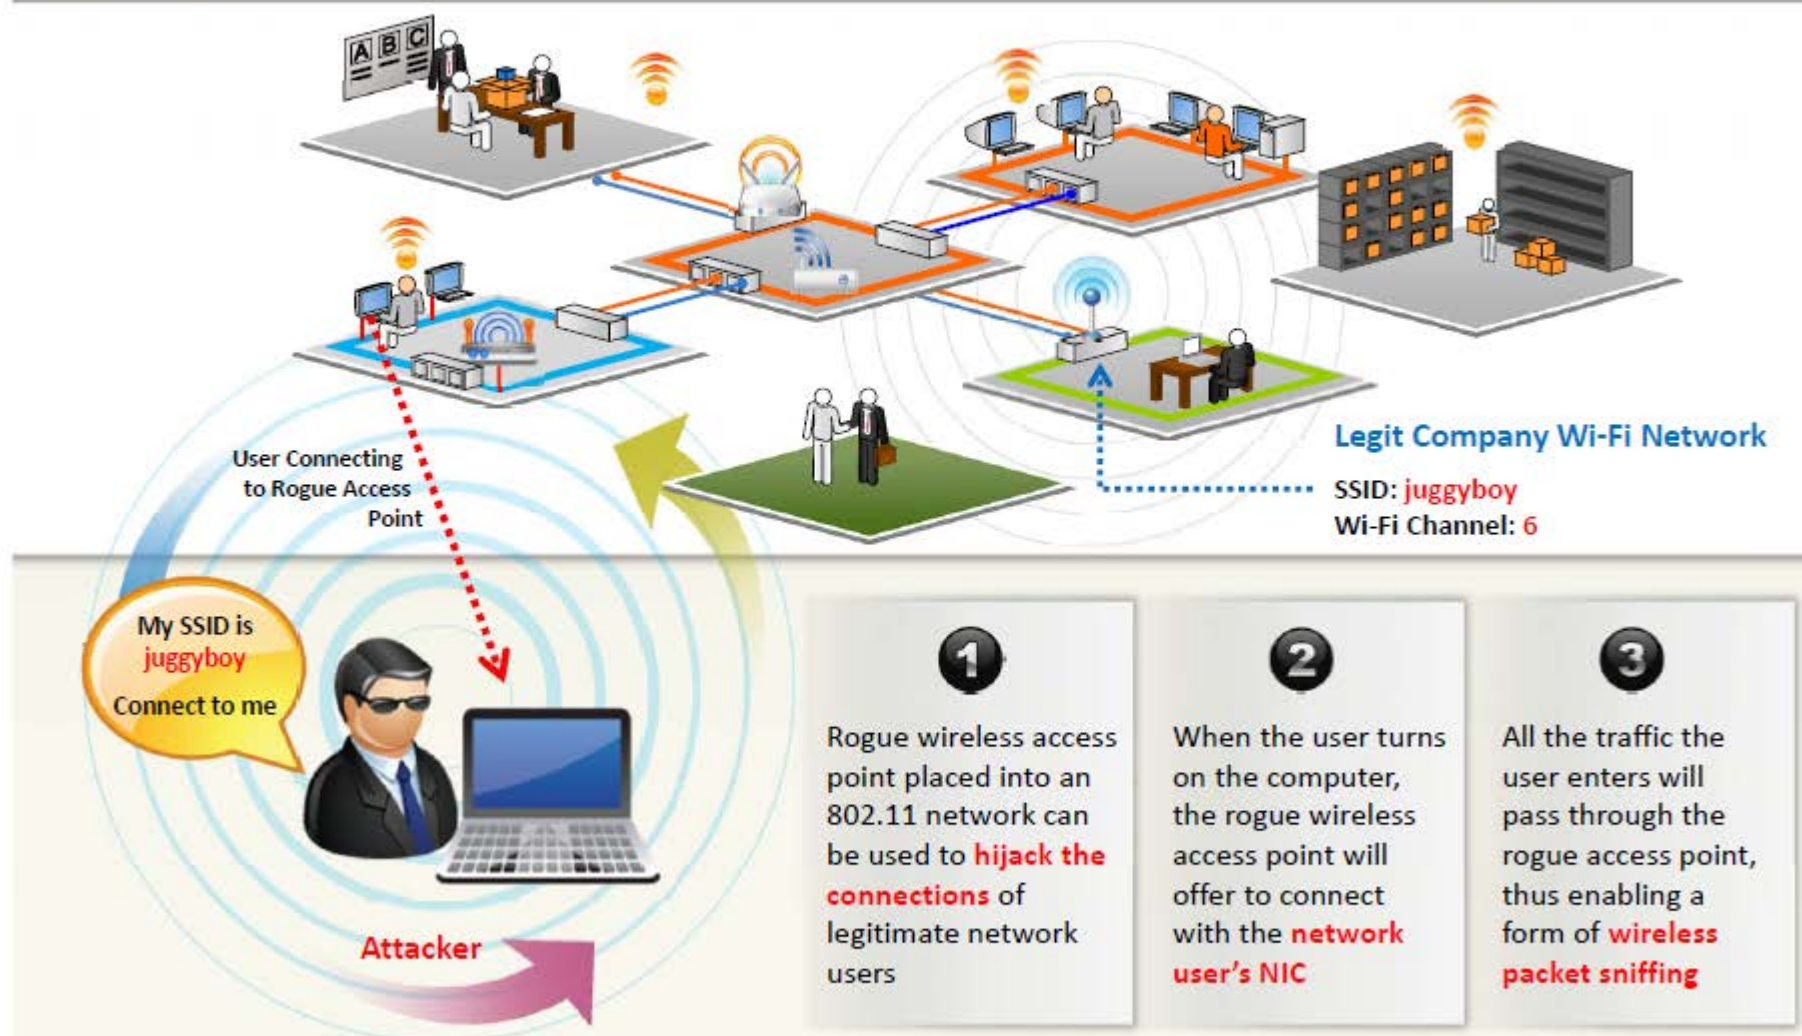 A B C
User Connecting
to Rogue Access
Point
Legit Company Wi-Fi Network
SSID: juggyboy
Wi-Fi Channel: 6
My SSID is
juggyboy
Connect to me
Attacker
1
Rogue wireless access
point placed into an
802.11 network can
be used to hijack the
connections of
legitimate network
users
2
When the user turns
on the computer,
the rogue wireless
access point will
offer to connect
with the network
user's NIC
3
All the traffic the
user enters will
pass through the
rogue access point,
thus enabling a
form of wireless
packet sniffing